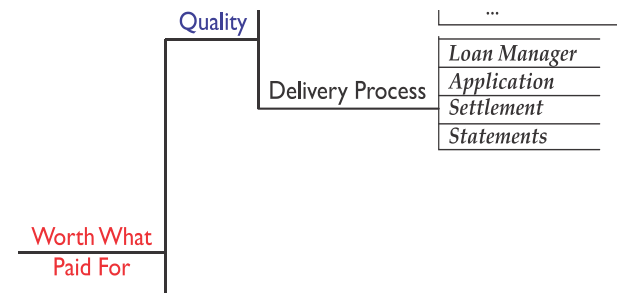 ...
Quality
Loan Manager
Delivery Process
Application
Settlement
Statements
Worth What
Paid For